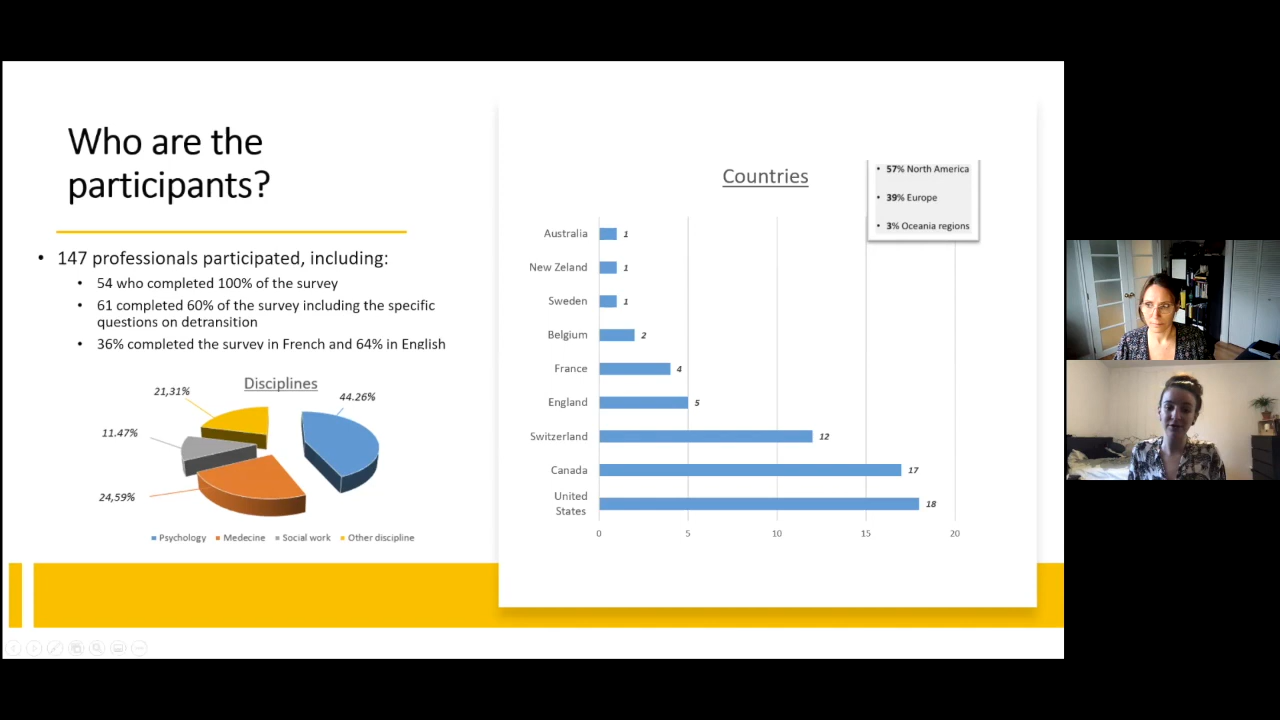 Who are the
participants?
• 147 professionals participated, including:
• 54 who completed 100% of the survey
• 61 completed 60% of the survey including the specific
questions on detransition
• 36% completed the survey in French and 64% in English
Disciplines
21,31%
44.26%
11.47%
24,59%
Psychology Medecine Social work Other discipline
Countries
• 57% North America
• 39% Europe
• 3% Oceania regions
Australia 1
New Zeland 1
Sweden 1
Belgium 2
France 4
England 5
Switzerland 12
Canada 17
United
States 18
0 5 10 15 20